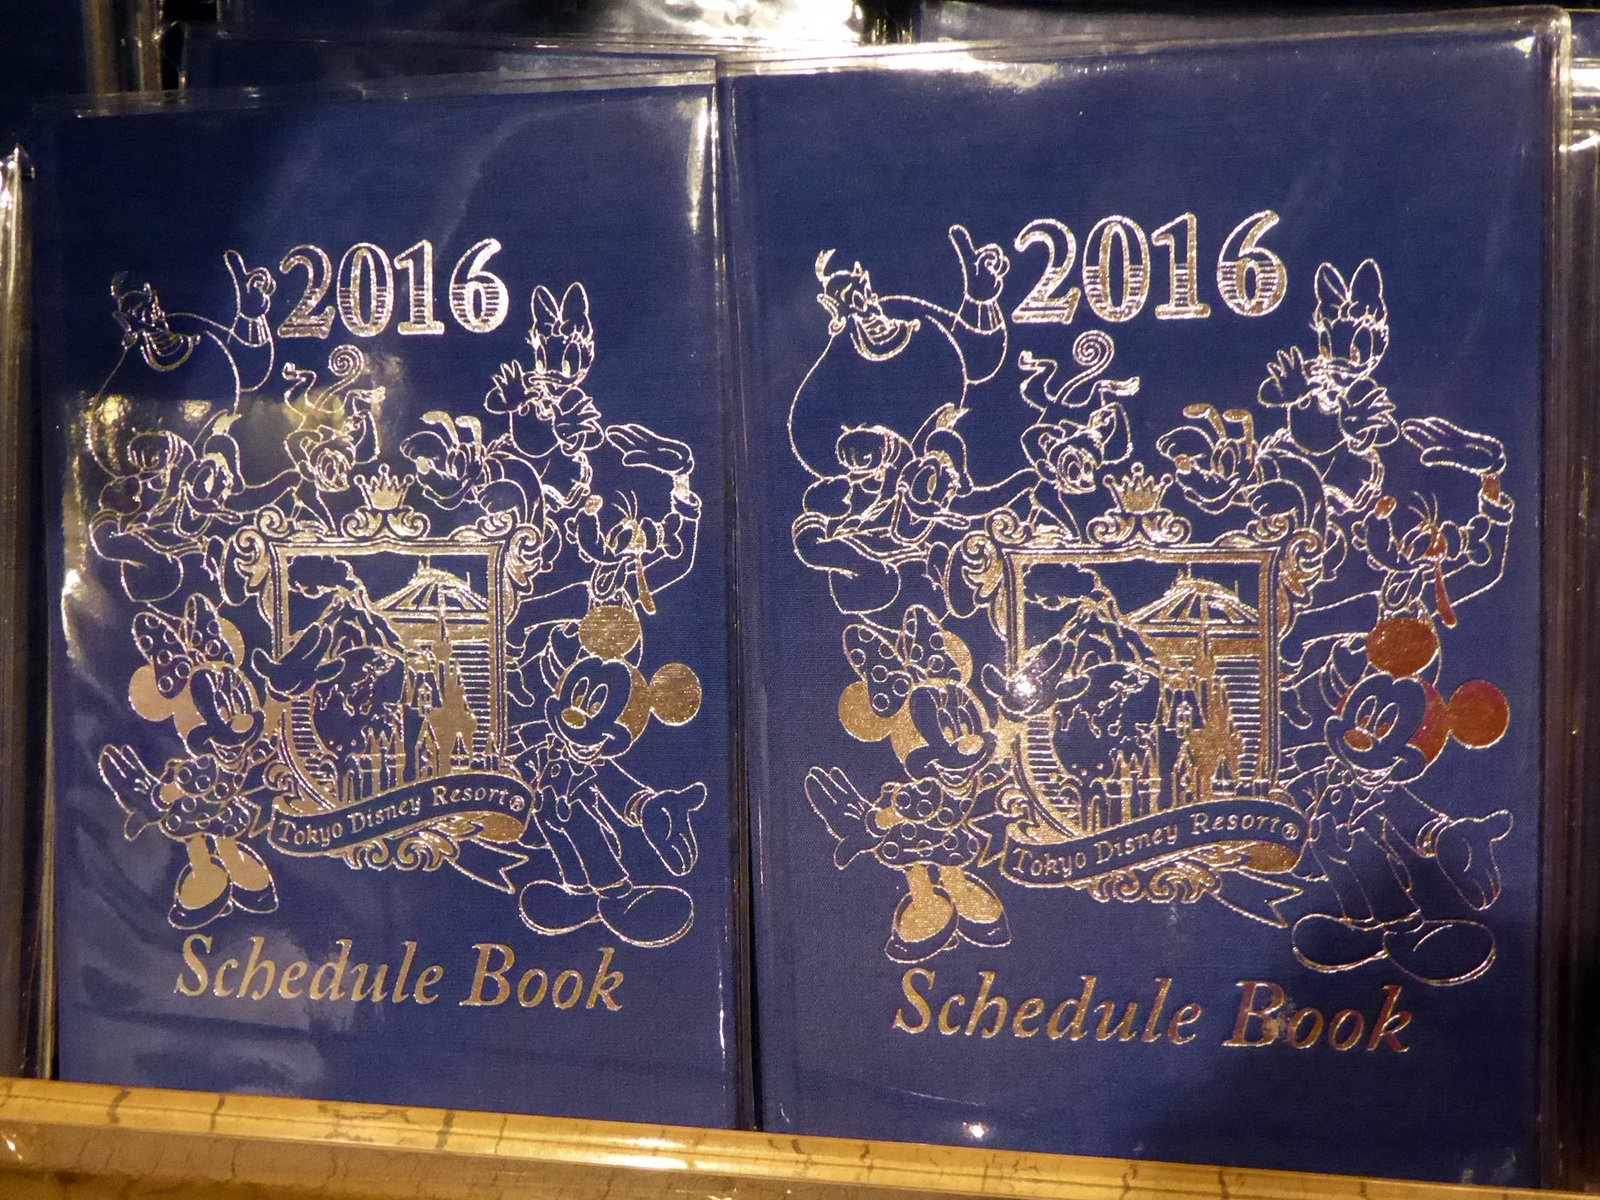 2016
Tokyo Disney Resort®
Schedule Book
2016
Tokyo Disney Resort®
Schedule Book